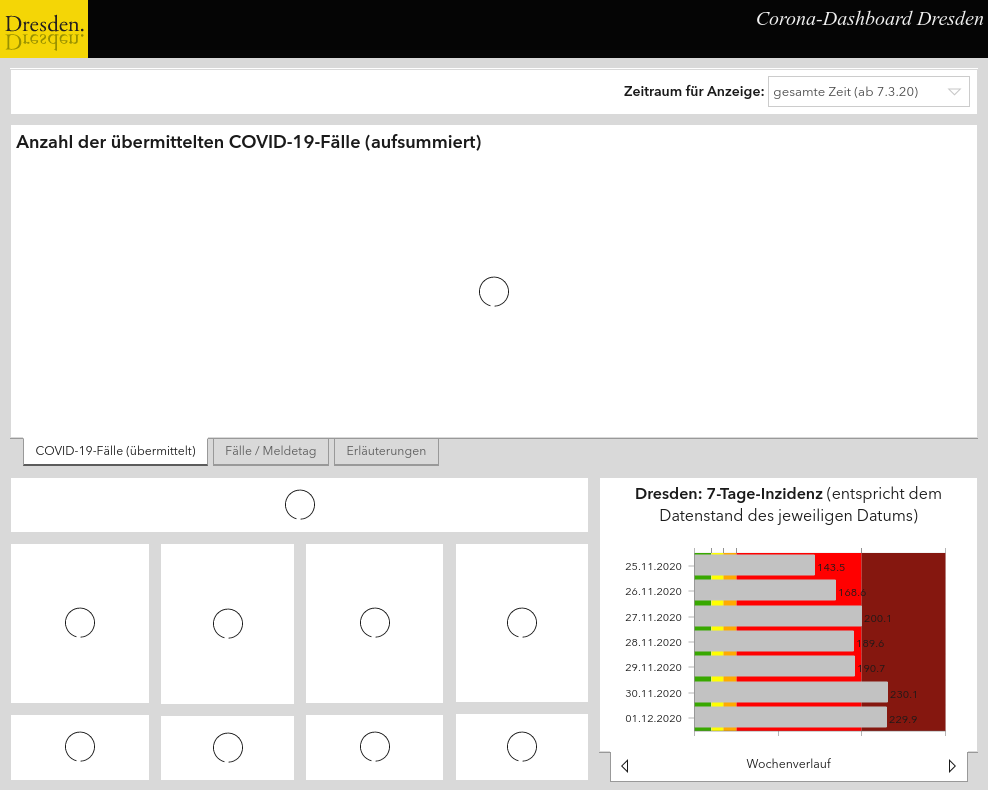 Dresden.
Dresden.
Corona-Dashboard Dresden
Zeitraum für Anzeige: gesamte Zeit (ab 7.3.20)
Anzahl der übermittelten COVID-19-Fälle (aufsummiert)
COVID-19-Fälle (übermittelt) Fälle / Meldetag Erläuterungen
Dresden: 7-Tage-Inzidenz (entspricht dem
Datenstand des jeweiligen Datums)
25.11.2020 143.5
26.11.2020 168.6
27.11.2020 200.1
28.11.2020 189.6
29.11.2020 190.7
30.11.2020 230.1
01.12.2020 229.9
Wochenverlauf